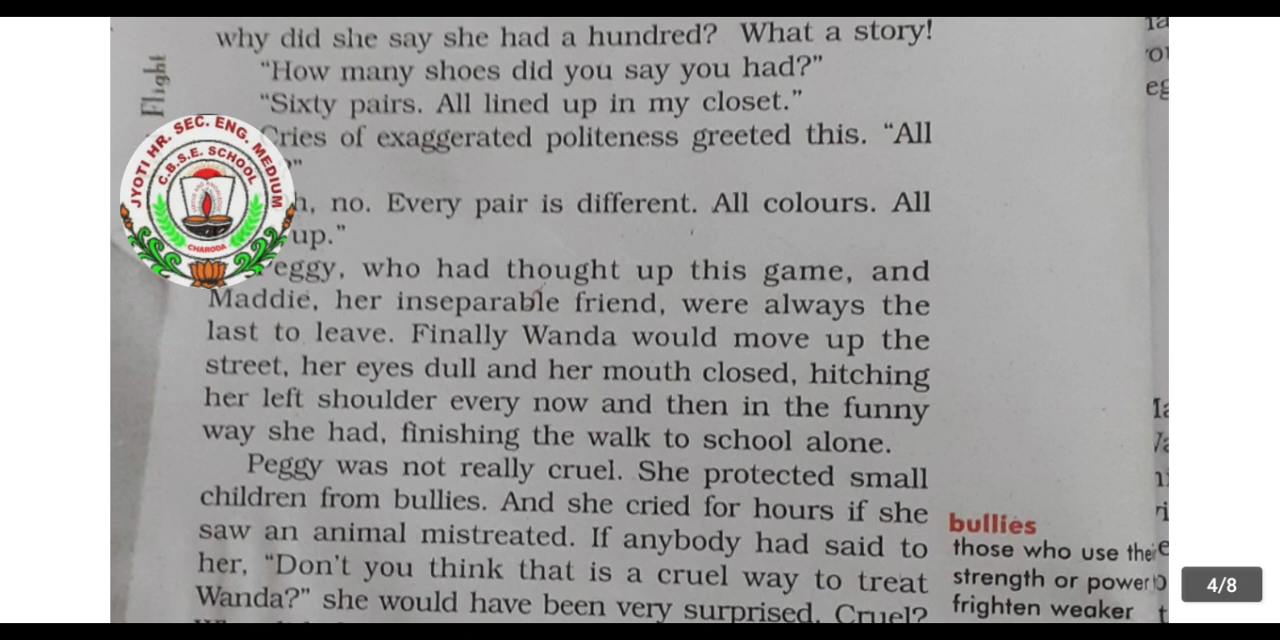 Flight
why did she say she had a hundred? What a story!
“How many shoes did you say you had?”
“Sixty pairs. All lined up in my closet.”
Cries of exaggerated politeness greeted this. “All
no. Every pair is different. All colours. All
up.”
Peggy, who had thought up this game, and
Maddie, her inseparable friend, were always the
last to leave. Finally Wanda would move up the
street, her eyes dull and her mouth closed, hitching
her left shoulder every now and then in the funny
way she had, finishing the walk to school alone.
Peggy was not really cruel. She protected small
children from bullies. And she cried for hours if she
saw an animal mistreated. If anybody had said to
her, “Don’t you think that is a cruel way to treat
Wanda?” she would have been very surprised. Cruel?
bullies
those who use their
strength or power
frighten weaker
JYOTI HR. SEC. ENG. MEDIUM
C.B.S.E. SCHOOL
CHARODA
4/8